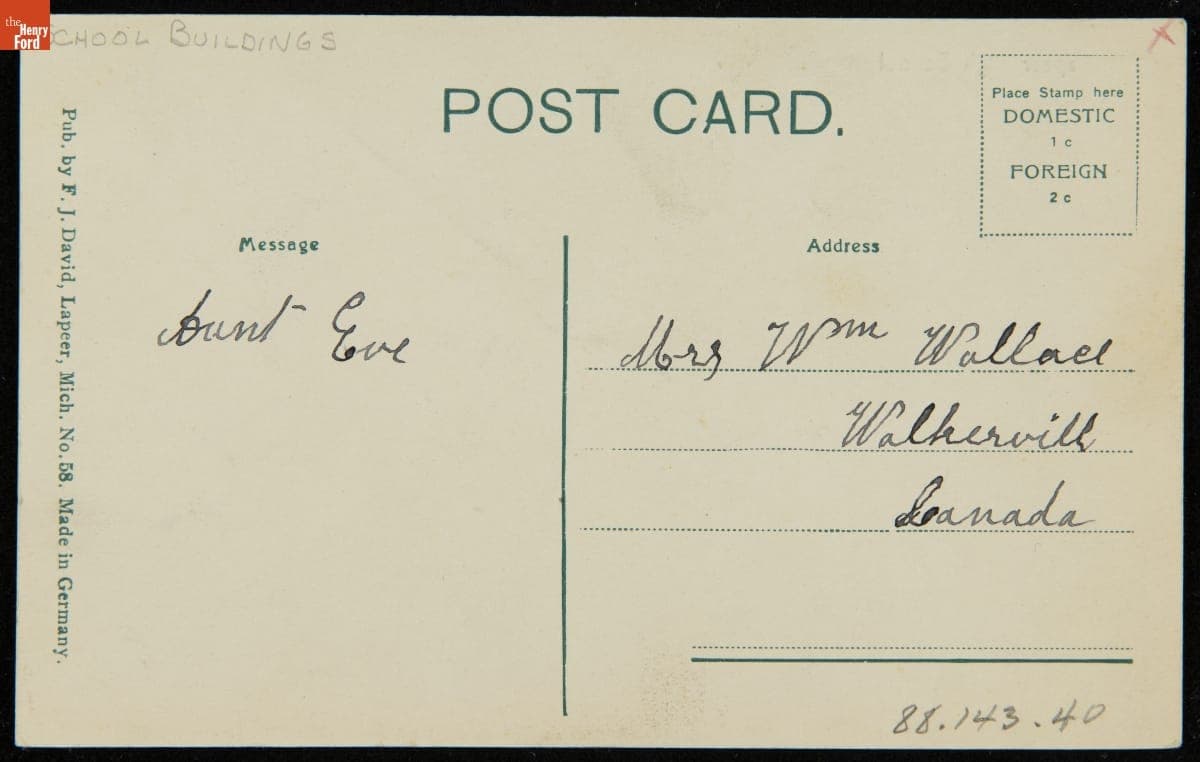 the
Henry
Ford
SCHOOL BUILDINGS
POST CARD.
Place Stamp here
DOMESTIC
1 c
FOREIGN
2 c
Pub. by F. J. David, Lapeer, Mich. No. 58. Made in Germany.
Message
Aunt Eve
Address
Mrs Wm Wallace
Walkerville
Canada
88.143.40